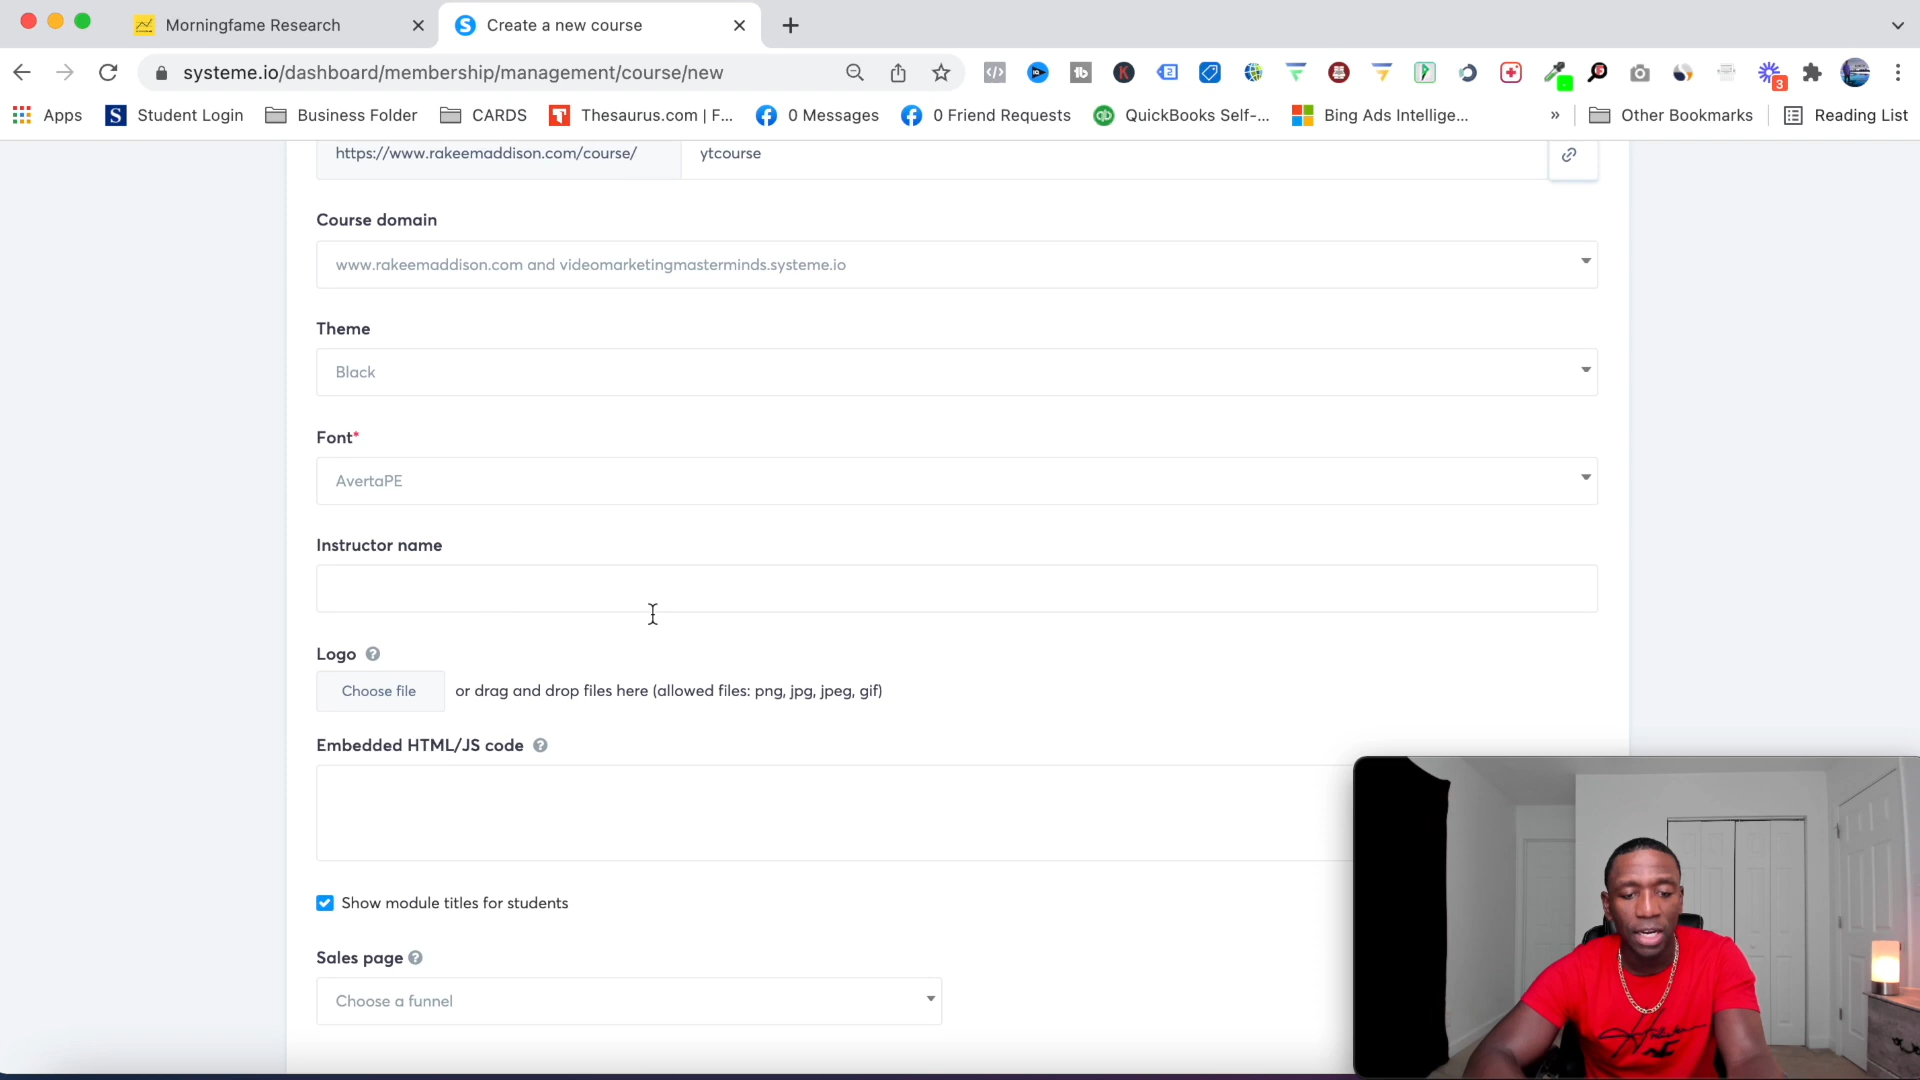 Morningfame Research
Create a new course
systeme.io/dashboard/membership/management/course/new
3
Apps
Student Login
Business Folder
CARDS
Thesaurus.com | F...
0 Messages
0 Friend Requests
QuickBooks Self-...
Bing Ads Intellige...
»
Other Bookmarks
Reading List
https://www.rakeemaddison.com/course/
ytcourse
Course domain
www.rakeemaddison.com and videomarketingmasterminds.systeme.io
Theme
Black
Font*
AvertaPE
Instructor name
Logo ?
Choose file
or drag and drop files here (allowed files: png, jpg, jpeg, gif)
Embedded HTML/JS code ?
Show module titles for students
Sales page ?
Choose a funnel